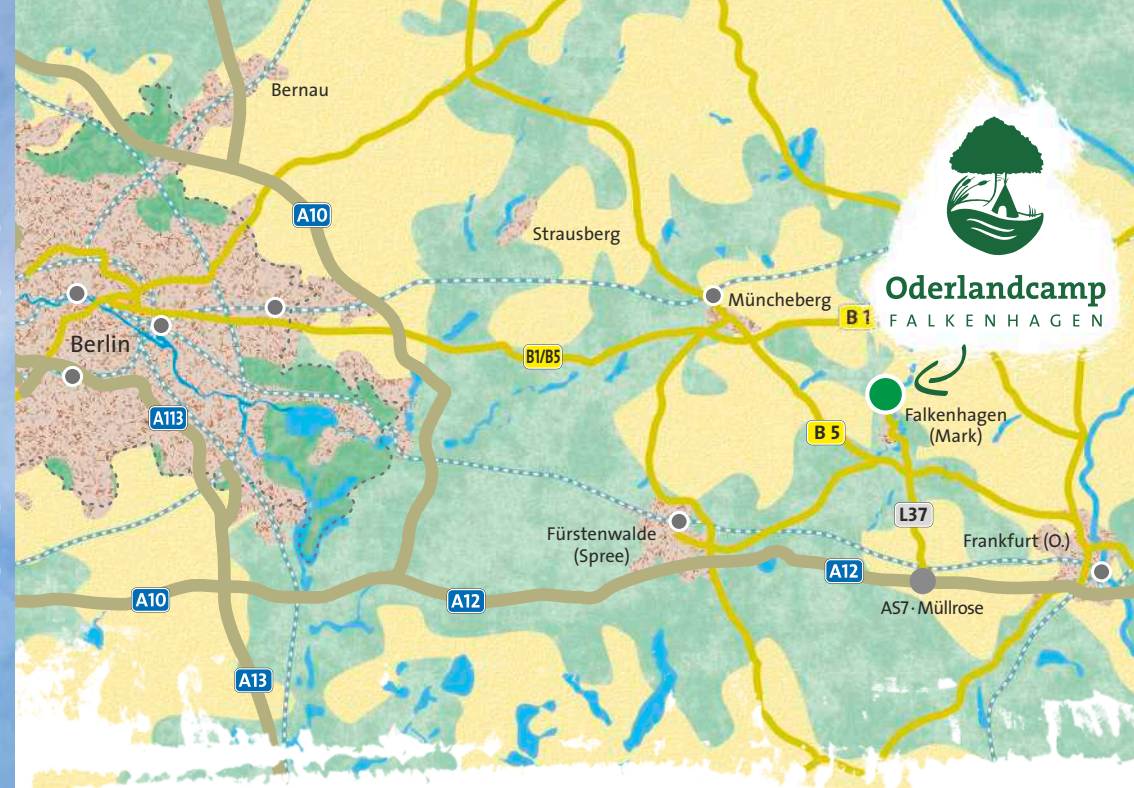 Bernau
A10
Strausberg
Oderlandcamp
FALKENHAGEN
Müncheberg
B 1
Berlin
B1/B5
A113
Falkenhagen
(Mark)
B 5
L37
Fürstenwalde
(Spree)
Frankfurt (O.)
A12
A10
A12
AS7·Müllrose
A13